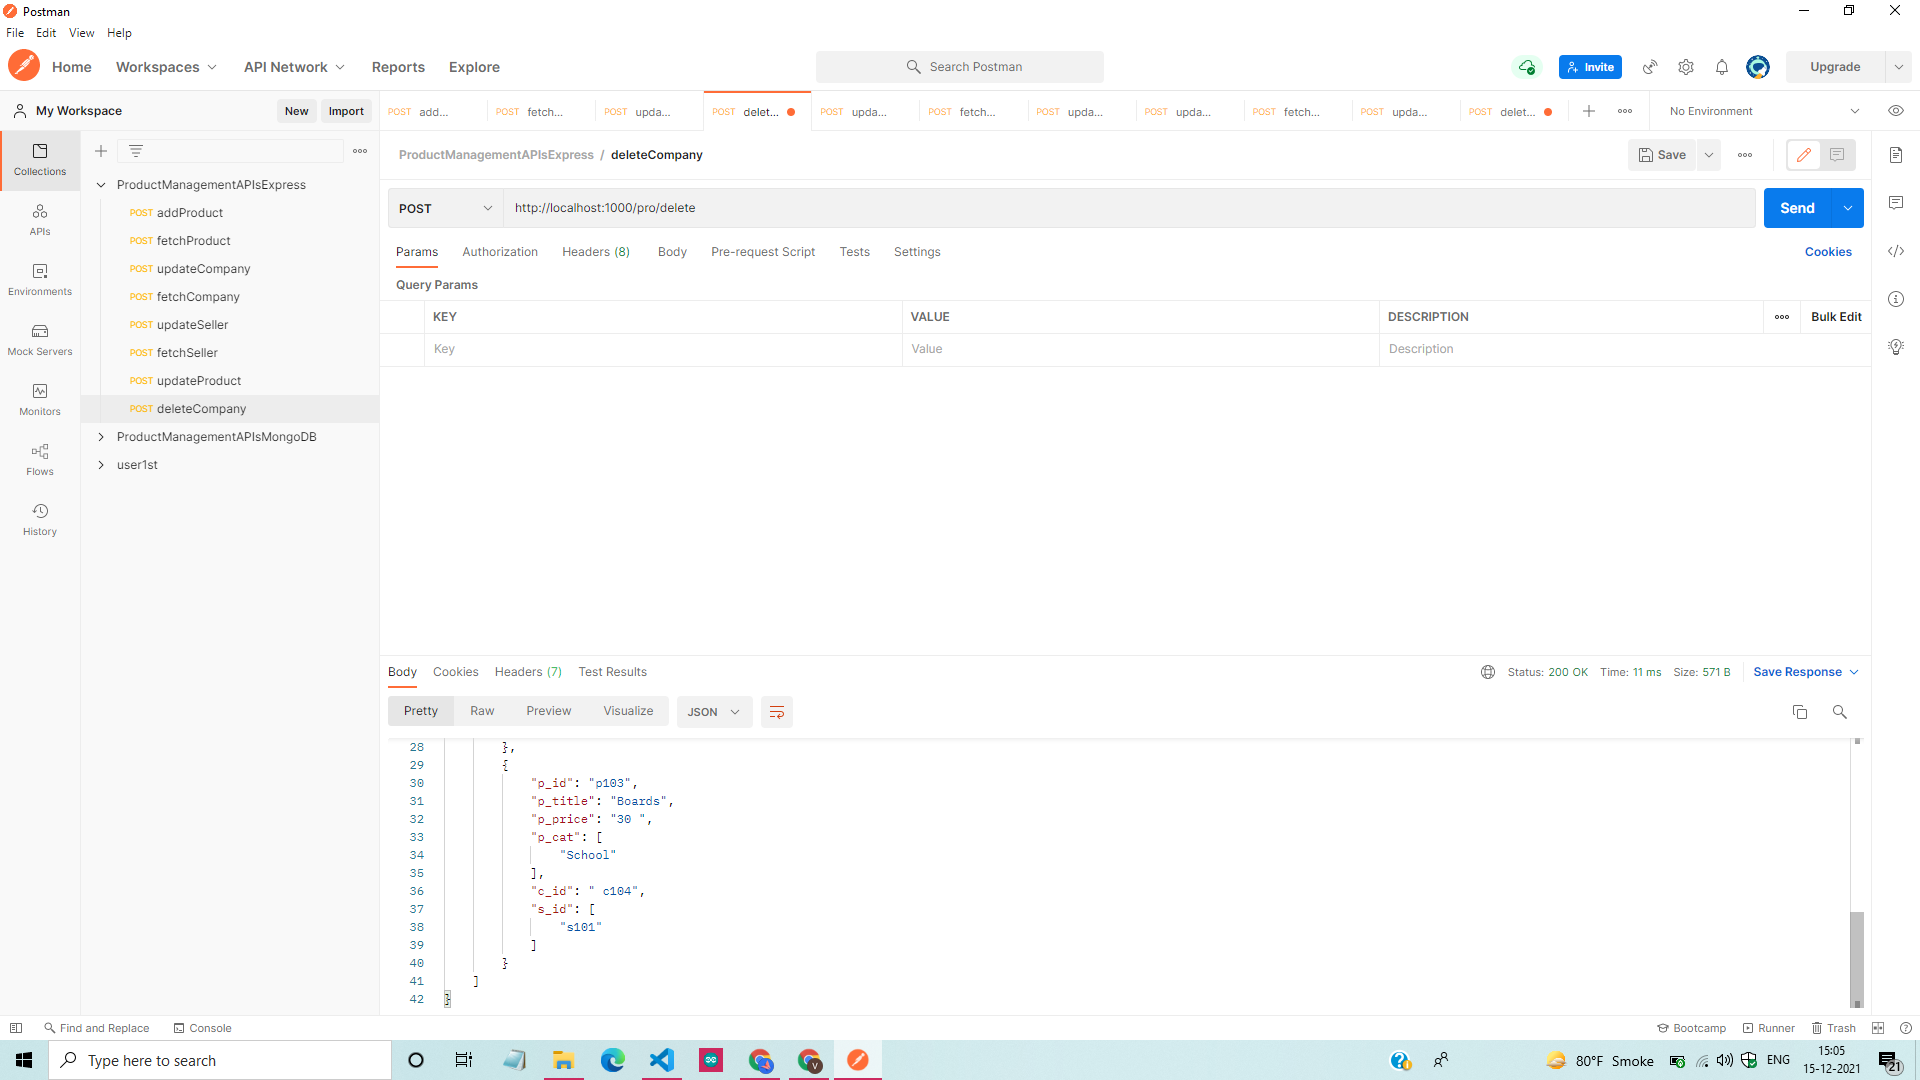 Postman
File Edit View Help
Home Workspaces API Network Reports Explore Search Postman Invite Upgrade
My Workspace New Import POST add... POST fetch... POST upda... POST delet... POST upda... POST fetch... POST upda... POST upda... POST fetch... POST upda... POST delet... No Environment
ProductManagementAPIsExpress / deleteCompany Save
Collections
ProductManagementAPIsExpress
POST addProduct
POST fetchProduct
POST updateCompany
POST fetchCompany
POST updateSeller
POST fetchSeller
POST updateProduct
POST deleteCompany
ProductManagementAPIsMongoDB
user1st
APIs
Environments
Mock Servers
Monitors
Flows
History
POST http://localhost:1000/pro/delete Send
Params Authorization Headers (8) Body Pre-request Script Tests Settings Cookies
Query Params
KEY VALUE DESCRIPTION Bulk Edit
Key Value Description
Body Cookies Headers (7) Test Results Status: 200 OK Time: 11 ms Size: 571 B Save Response
Pretty Raw Preview Visualize JSON
28 },
29 {
30 "p_id": "p103",
31 "p_title": "Boards",
32 "p_price": "30 ",
33 "p_cat": [
34 "School"
35 ],
36 "c_id": " c104",
37 "s_id": [
38 "s101"
39 ]
40 }
41 ]
42 }
Find and Replace Console Bootcamp Runner Trash
Type here to search 80°F Smoke ENG 15:05
15-12-2021 21